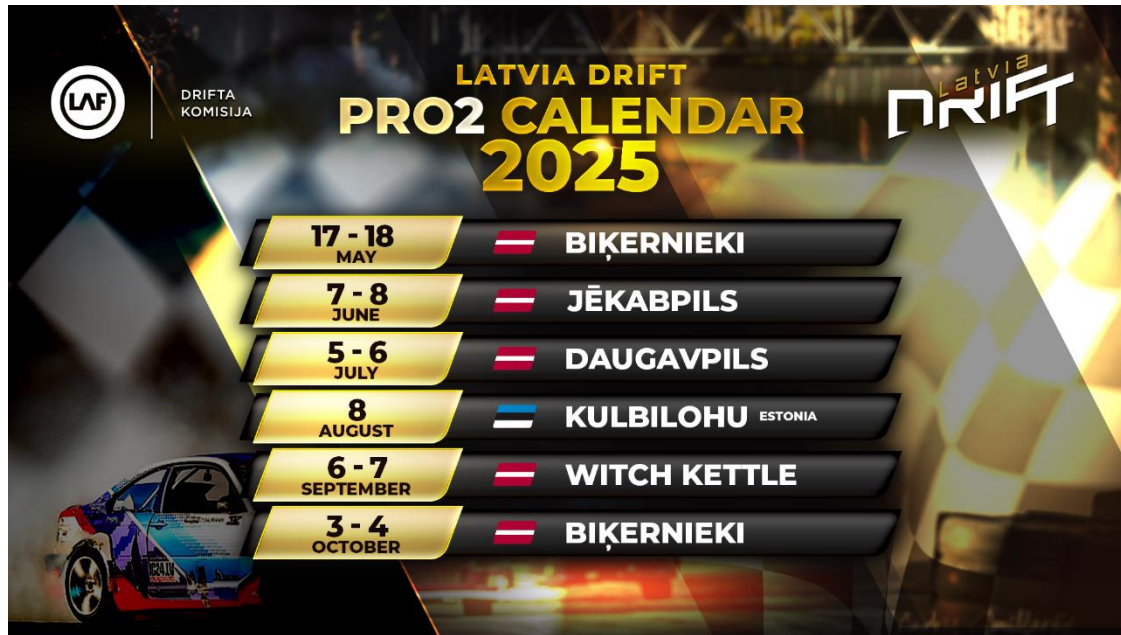 LAF
DRIFTA
KOMISIJA
LATVIA DRIFT
PRO2 CALENDAR
2025
Latvia
DRIFT
17 - 18
MAY
BIĶERNIEKI
7 - 8
JUNE
JĒKABPILS
5 - 6
JULY
DAUGAVPILS
8
AUGUST
KULBILOHU ESTONIA
6 - 7
SEPTEMBER
WITCH KETTLE
3 - 4
OCTOBER
BIĶERNIEKI